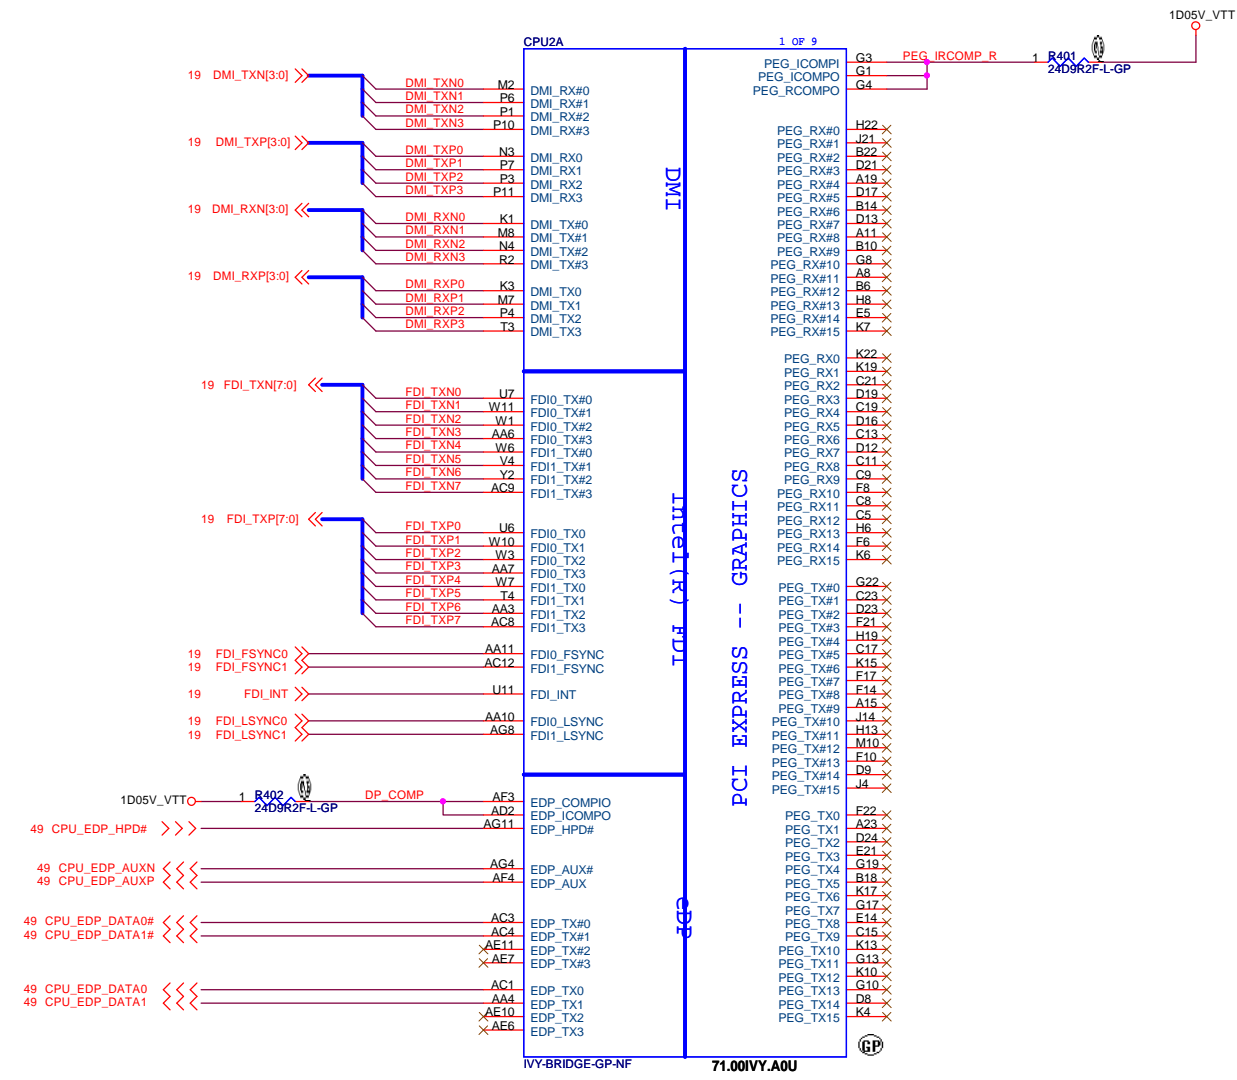 1D05V_VTT
CPU2A
1 OF 9
PEG_ICOMPI G3 PEG_IRCOMP_R 1 R401
PEG_ICOMPO G1 24D9R2F-L-GP
PEG_RCOMPO G4
19 DMI_TXN[3:0]
DMI_TXN0 M2 DMI_RX#0
DMI_TXN1 P6 DMI_RX#1
DMI_TXN2 P1 DMI_RX#2
DMI_TXN3 P10 DMI_RX#3
19 DMI_TXP[3:0]
DMI_TXP0 N3 DMI_RX0
DMI_TXP1 P7 DMI_RX1
DMI_TXP2 P3 DMI_RX2
DMI_TXP3 P11 DMI_RX3
19 DMI_RXN[3:0]
DMI_RXN0 K1 DMI_TX#0
DMI_RXN1 M8 DMI_TX#1
DMI_RXN2 N4 DMI_TX#2
DMI_RXN3 R2 DMI_TX#3
19 DMI_RXP[3:0]
DMI_RXP0 K3 DMI_TX0
DMI_RXP1 M7 DMI_TX1
DMI_RXP2 P4 DMI_TX2
DMI_RXP3 T3 DMI_TX3
DMI
19 FDI_TXN[7:0]
FDI_TXN0 U7 FDI0_TX#0
FDI_TXN1 W11 FDI0_TX#1
FDI_TXN2 W1 FDI0_TX#2
FDI_TXN3 AA6 FDI0_TX#3
FDI_TXN4 W6 FDI1_TX#0
FDI_TXN5 V4 FDI1_TX#1
FDI_TXN6 Y2 FDI1_TX#2
FDI_TXN7 AC9 FDI1_TX#3
19 FDI_TXP[7:0]
FDI_TXP0 U6 FDI0_TX0
FDI_TXP1 W10 FDI0_TX1
FDI_TXP2 W3 FDI0_TX2
FDI_TXP3 AA7 FDI0_TX3
FDI_TXP4 W7 FDI1_TX0
FDI_TXP5 T4 FDI1_TX1
FDI_TXP6 AA3 FDI1_TX2
FDI_TXP7 AC8 FDI1_TX3
19 FDI_FSYNC0 AA11 FDI0_FSYNC
19 FDI_FSYNC1 AC12 FDI1_FSYNC
19 FDI_INT U11 FDI_INT
19 FDI_LSYNC0 AA10 FDI0_LSYNC
19 FDI_LSYNC1 AG8 FDI1_LSYNC
Intel(R) FDI
1D05V_VTT 1 R402 DP_COMP AF3 EDP_COMPIO
24D9R2F-L-GP AD2 EDP_ICOMPO
49 CPU_EDP_HPD# AG11 EDP_HPD#
49 CPU_EDP_AUXN AG4 EDP_AUX#
49 CPU_EDP_AUXP AF4 EDP_AUX
49 CPU_EDP_DATA0# AC3 EDP_TX#0
49 CPU_EDP_DATA1# AC4 EDP_TX#1
AE11 EDP_TX#2
AE7 EDP_TX#3
49 CPU_EDP_DATA0 AC1 EDP_TX0
49 CPU_EDP_DATA1 AA4 EDP_TX1
AE10 EDP_TX2
AE6 EDP_TX3
eDP
PCI EXPRESS -- GRAPHICS
PEG_RX#0 H22
PEG_RX#1 J21
PEG_RX#2 B22
PEG_RX#3 D21
PEG_RX#4 A19
PEG_RX#5 D17
PEG_RX#6 B14
PEG_RX#7 D13
PEG_RX#8 A11
PEG_RX#9 B10
PEG_RX#10 G8
PEG_RX#11 A8
PEG_RX#12 B6
PEG_RX#13 H8
PEG_RX#14 E5
PEG_RX#15 K7
PEG_RX0 K22
PEG_RX1 K19
PEG_RX2 C21
PEG_RX3 D19
PEG_RX4 C19
PEG_RX5 D16
PEG_RX6 C13
PEG_RX7 D12
PEG_RX8 C11
PEG_RX9 C9
PEG_RX10 F8
PEG_RX11 C8
PEG_RX12 C5
PEG_RX13 H6
PEG_RX14 F6
PEG_RX15 K6
PEG_TX#0 G22
PEG_TX#1 C23
PEG_TX#2 D23
PEG_TX#3 F21
PEG_TX#4 H19
PEG_TX#5 C17
PEG_TX#6 K15
PEG_TX#7 F17
PEG_TX#8 F14
PEG_TX#9 A15
PEG_TX#10 J14
PEG_TX#11 H13
PEG_TX#12 M10
PEG_TX#13 F10
PEG_TX#14 D9
PEG_TX#15 J4
PEG_TX0 F22
PEG_TX1 A23
PEG_TX2 D24
PEG_TX3 E21
PEG_TX4 G19
PEG_TX5 B18
PEG_TX6 K17
PEG_TX7 G17
PEG_TX8 E14
PEG_TX9 C15
PEG_TX10 K13
PEG_TX11 G13
PEG_TX12 K10
PEG_TX13 G10
PEG_TX14 D8
PEG_TX15 K4
GP
IVY-BRIDGE-GP-NF
71.00IVY.A0U